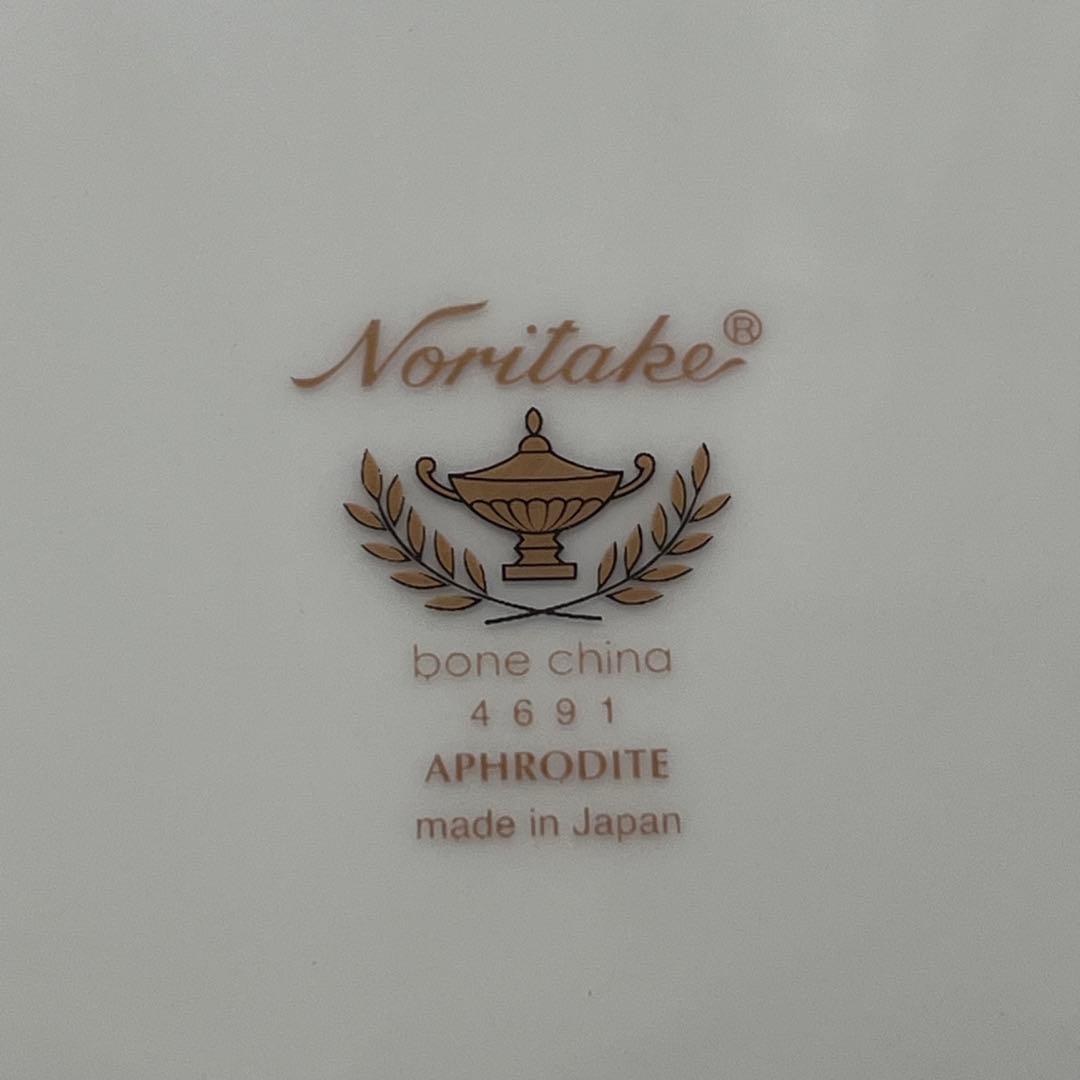 Noritake®
bone china
4691
APHRODITE
made in Japan